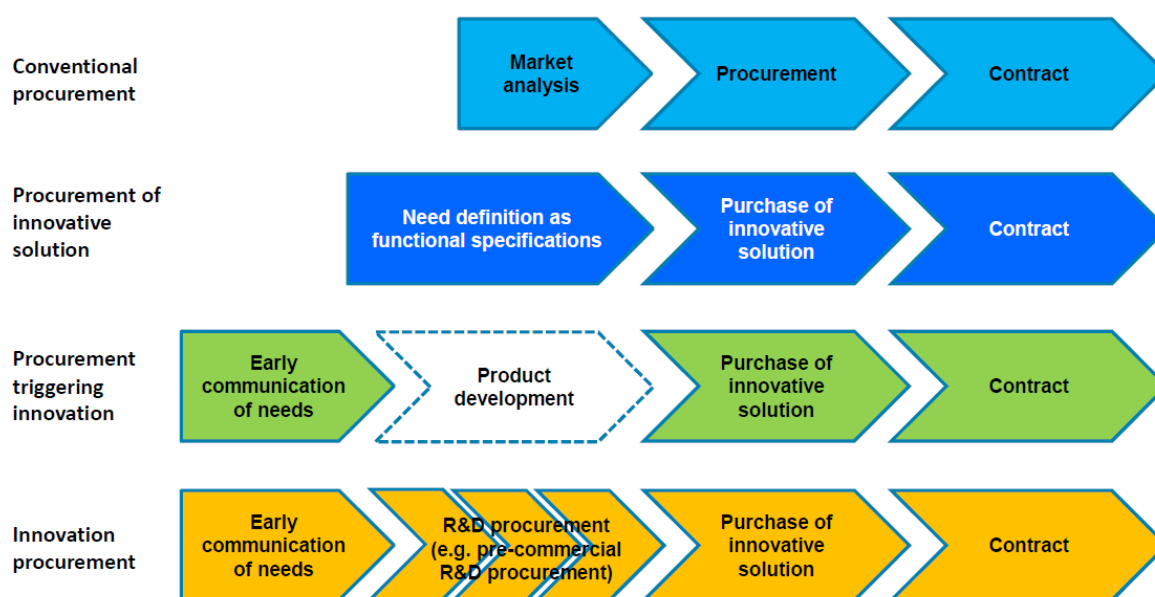 Conventional
procurement
Market
analysis
Procurement
Contract
Procurement of
innovative
solution
Need definition as
functional specifications
Purchase of
innovative
solution
Contract
Procurement
triggering
innovation
Early
communication
of needs
Product
development
Purchase of
innovative
solution
Contract
Innovation
procurement
Early
communication
of needs
R&D procurement
(e.g. pre-commercial
R&D procurement)
Purchase of
innovative
solution
Contract